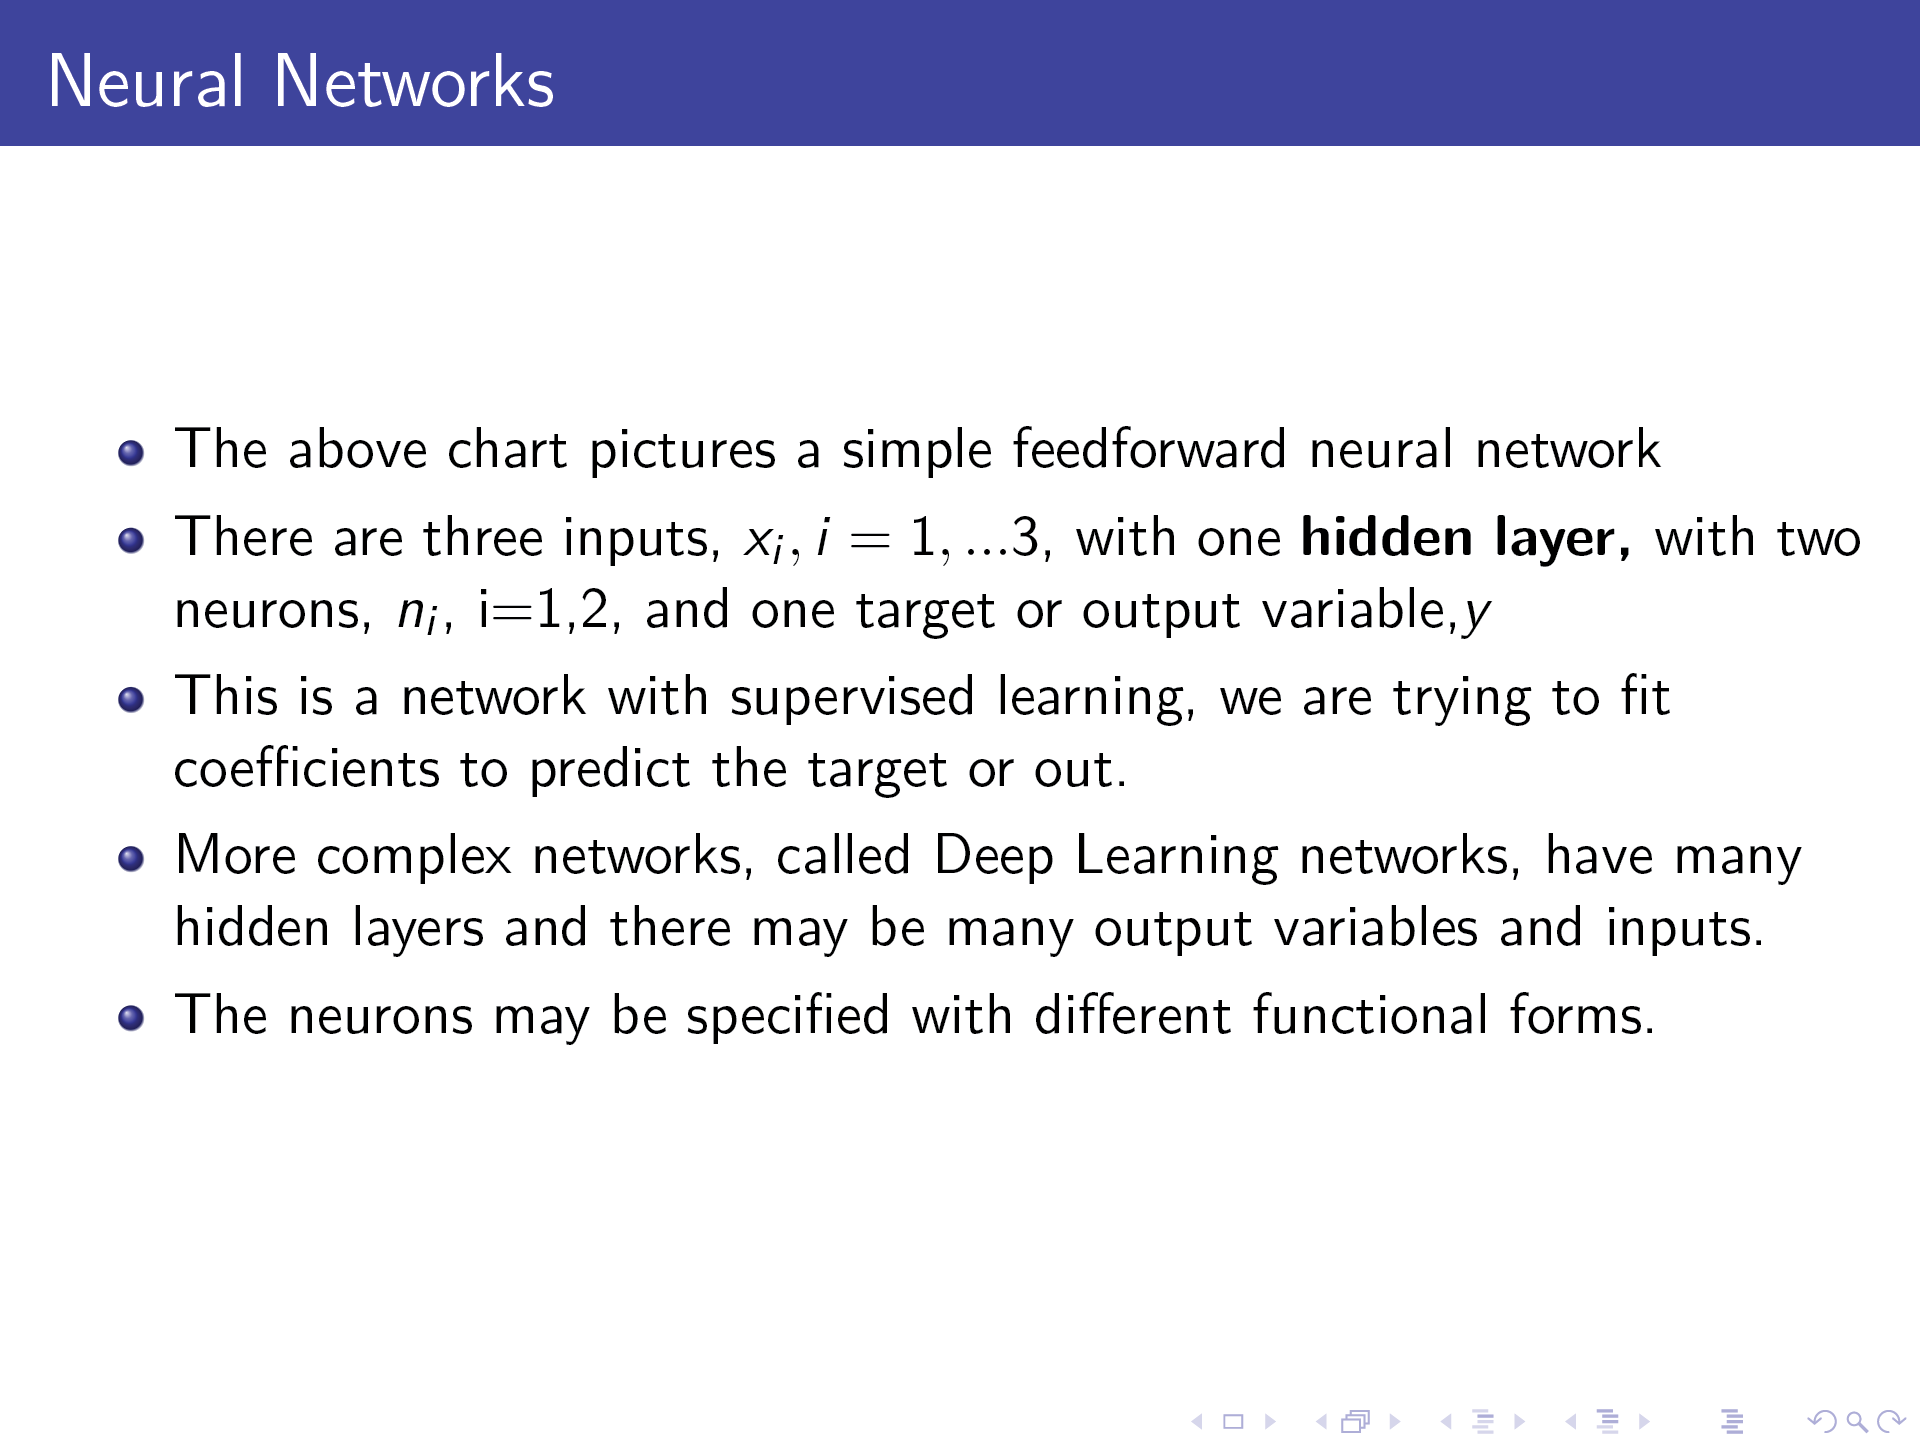 Neural Networks
The above chart pictures a simple feedforward neural network
There are three inputs, xᵢ, i = 1, ...3, with one hidden layer, with two
neurons, nᵢ, i=1,2, and one target or output variable,y
This is a network with supervised learning, we are trying to fit
coefficients to predict the target or out.
More complex networks, called Deep Learning networks, have many
hidden layers and there may be many output variables and inputs.
The neurons may be specified with different functional forms.